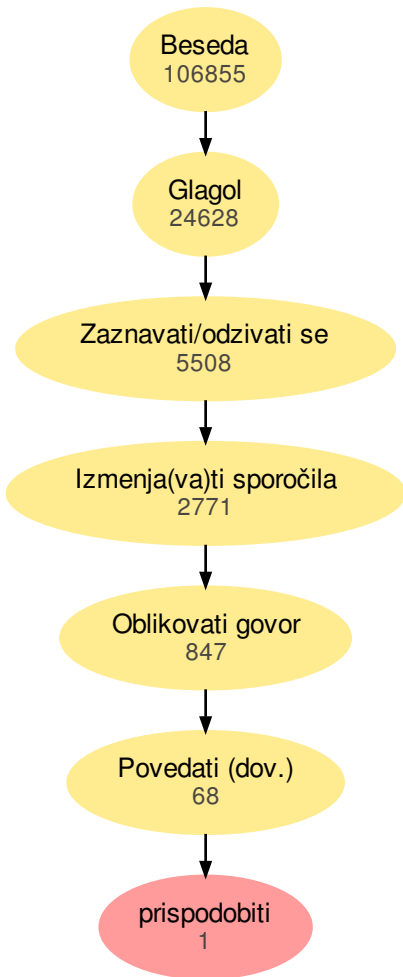 Beseda
106855
Glagol
24628
Zaznavati/odzivati se
5508
Izmenja(va)ti sporočila
2771
Oblikovati govor
847
Povedati (dov.)
68
prispodobiti
1